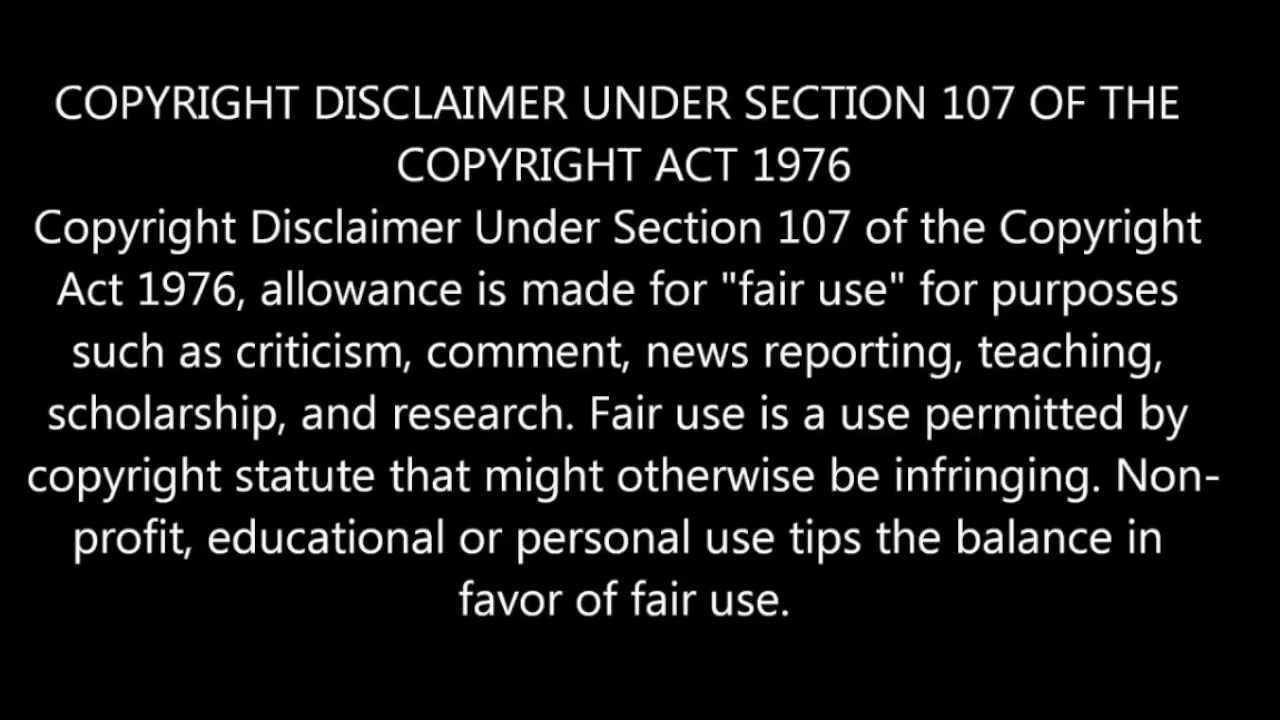 COPYRIGHT DISCLAIMER UNDER SECTION 107 OF THE
COPYRIGHT ACT 1976
Copyright Disclaimer Under Section 107 of the Copyright
Act 1976, allowance is made for "fair use" for purposes
such as criticism, comment, news reporting, teaching,
scholarship, and research. Fair use is a use permitted by
copyright statute that might otherwise be infringing. Non-
profit, educational or personal use tips the balance in
favor of fair use.